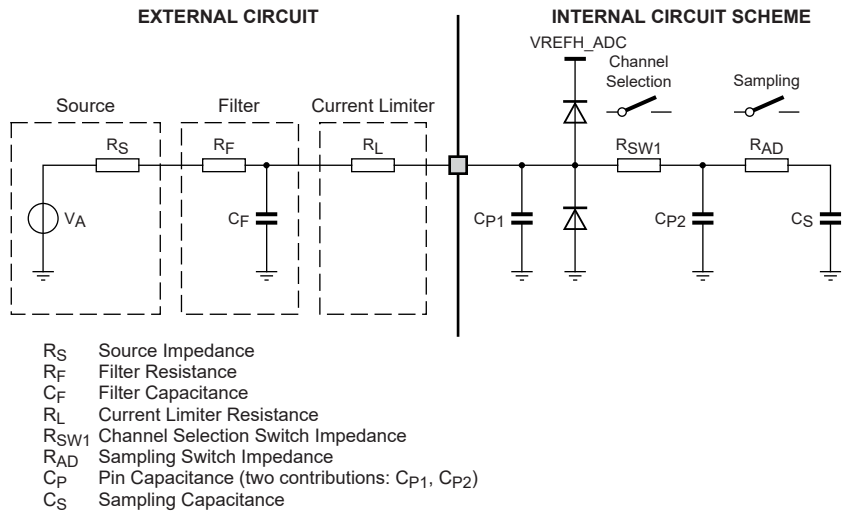 EXTERNAL CIRCUIT
INTERNAL CIRCUIT SCHEME
VREFH_ADC
Channel
Selection
Sampling
Source
Filter
Current Limiter
RS
RF
RL
RSW1
RAD
VA
CF
CP1
CP2
CS
RS Source Impedance
RF Filter Resistance
CF Filter Capacitance
RL Current Limiter Resistance
RSW1 Channel Selection Switch Impedance
RAD Sampling Switch Impedance
CP Pin Capacitance (two contributions: CP1, CP2)
CS Sampling Capacitance